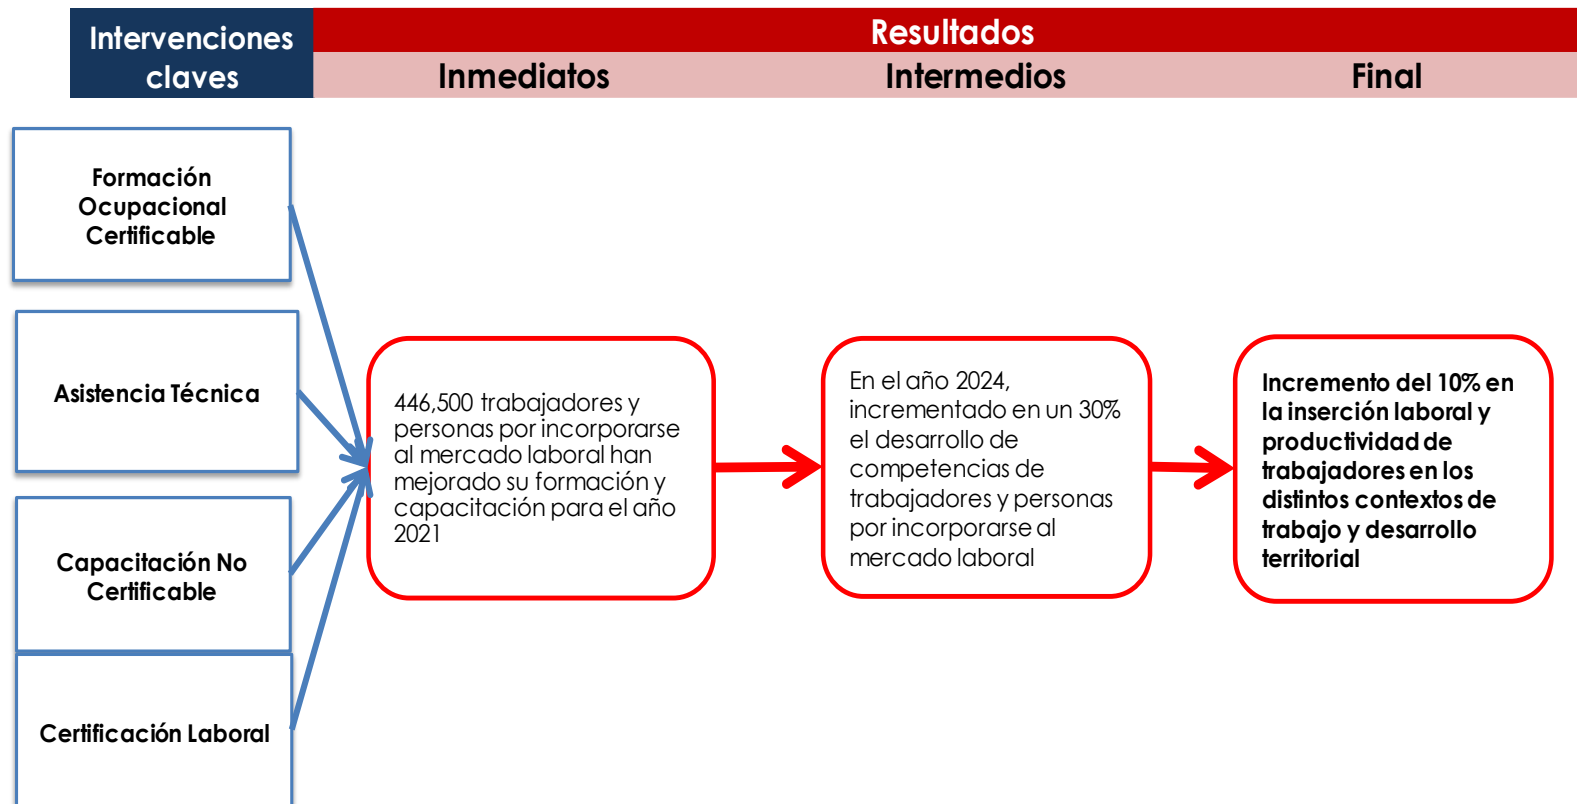 Intervenciones
claves
Resultados
Inmediatos
Intermedios
Final
Formación
Ocupacional
Certificable
Asistencia Técnica
Capacitación No
Certificable
Certificación Laboral
446,500 trabajadores y
personas por incorporarse
al mercado laboral han
mejorado su formación y
capacitación para el año
2021
En el año 2024,
incrementado en un 30%
el desarrollo de
competencias de
trabajadores y personas
por incorporarse al
mercado laboral
Incremento del 10% en
la inserción laboral y
productividad de
trabajadores en los
distintos contextos de
trabajo y desarrollo
territorial